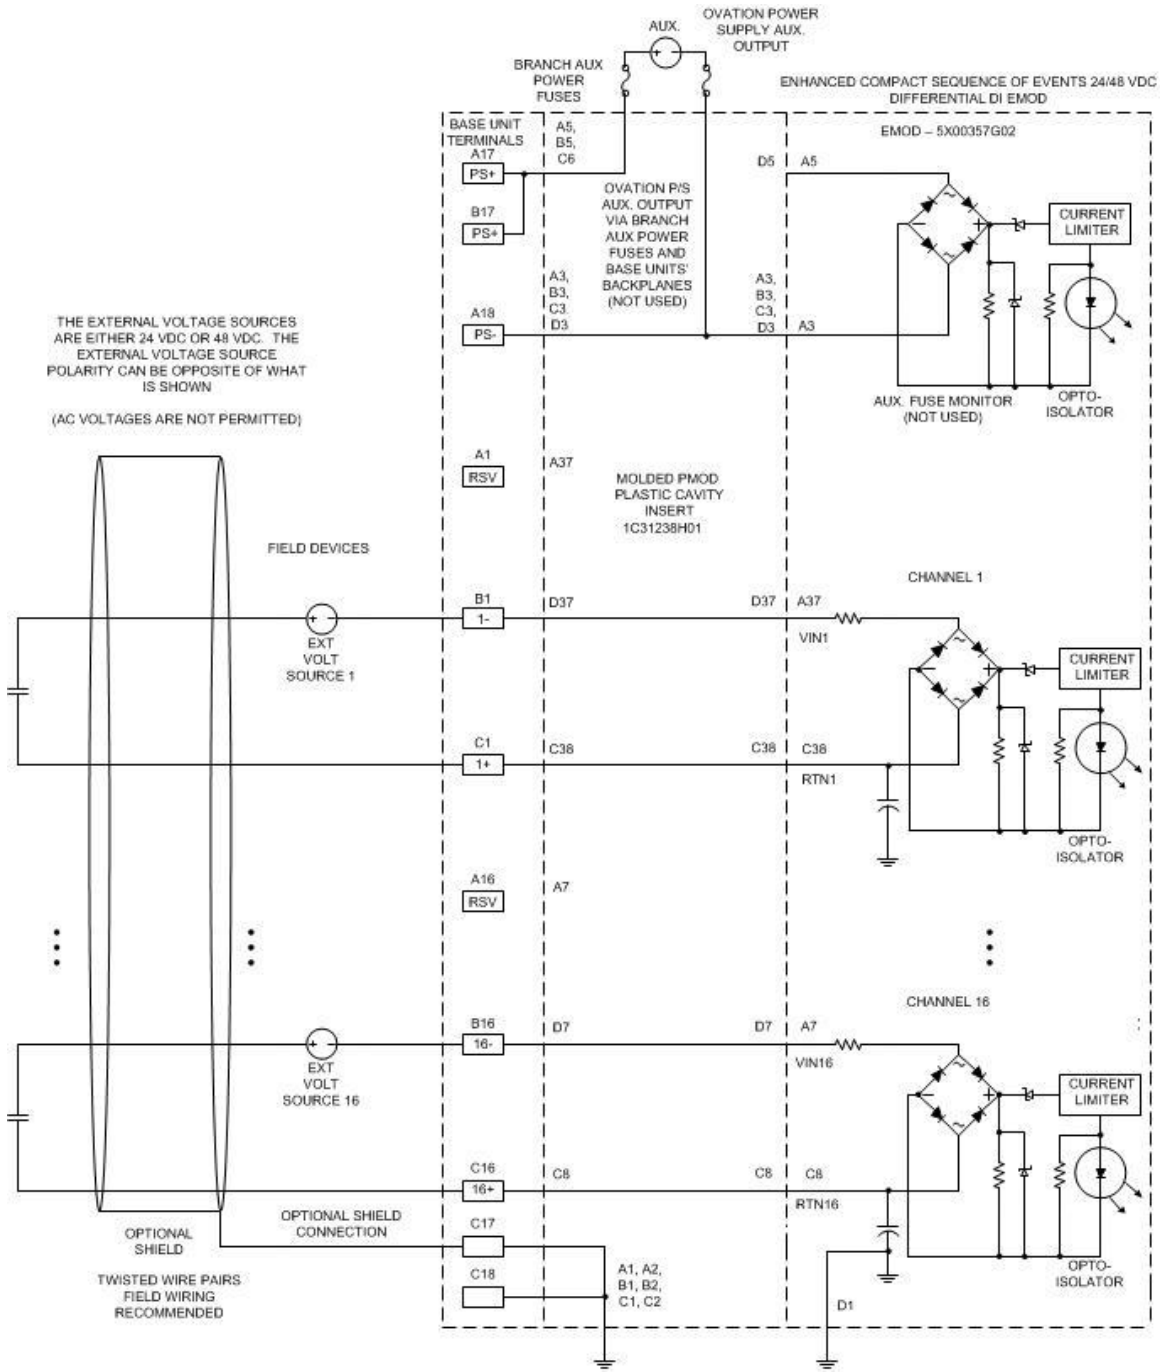 OVATION POWER
SUPPLY AUX.
OUTPUT
AUX.
+ -
BRANCH AUX
POWER
FUSES
ENHANCED COMPACT SEQUENCE OF EVENTS 24/48 VDC
DIFFERENTIAL DI EMOD
EMOD – 5X00357G02
BASE UNIT
TERMINALS
A17
PS+
B17
PS+
A18
PS-
A5,
B5,
C6
OVATION P/S
AUX. OUTPUT
VIA BRANCH
AUX POWER
FUSES AND
BASE UNITS'
BACKPLANES
(NOT USED)
A3,
B3,
C3.
D3
A3,
B3,
C3,
D3
D5
A5
A3
~
- +
~
CURRENT
LIMITER
AUX. FUSE MONITOR
(NOT USED)
OPTO-
ISOLATOR
THE EXTERNAL VOLTAGE SOURCES
ARE EITHER 24 VDC OR 48 VDC. THE
EXTERNAL VOLTAGE SOURCE
POLARITY CAN BE OPPOSITE OF WHAT
IS SHOWN
(AC VOLTAGES ARE NOT PERMITTED)
A1
RSV
A37
MOLDED PMOD
PLASTIC CAVITY
INSERT
1C31238H01
FIELD DEVICES
CHANNEL 1
+ -
EXT
VOLT
SOURCE 1
B1
1-
D37
D37
A37
VIN1
~
- +
~
CURRENT
LIMITER
C1
1+
C38
C38
C38
RTN1
OPTO-
ISOLATOR
A16
RSV
A7
CHANNEL 16
+ -
EXT
VOLT
SOURCE 16
B16
16-
D7
D7
A7
VIN16
:
~
- +
~
CURRENT
LIMITER
C16
16+
C8
C8
C8
RTN16
OPTO-
ISOLATOR
OPTIONAL
SHIELD
OPTIONAL SHIELD
CONNECTION
C17
C18
A1, A2,
B1, B2,
C1, C2
D1
TWISTED WIRE PAIRS
FIELD WIRING
RECOMMENDED